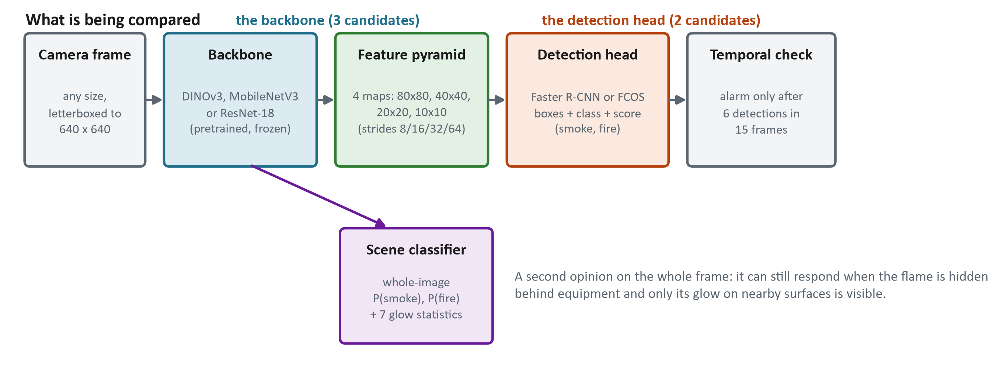 What is being compared
the backbone (3 candidates)
the detection head (2 candidates)
Camera frame
any size,
letterboxed to
640 x 640
Backbone
DINOv3, MobileNetV3
or ResNet-18
(pretrained, frozen)
Feature pyramid
4 maps: 80x80, 40x40,
20x20, 10x10
(strides 8/16/32/64)
Detection head
Faster R-CNN or FCOS
boxes + class + score
(smoke, fire)
Temporal check
alarm only after
6 detections in
15 frames
Scene classifier
whole-image
P(smoke), P(fire)
+ 7 glow statistics
A second opinion on the whole frame: it can still respond when the flame is hidden
behind equipment and only its glow on nearby surfaces is visible.